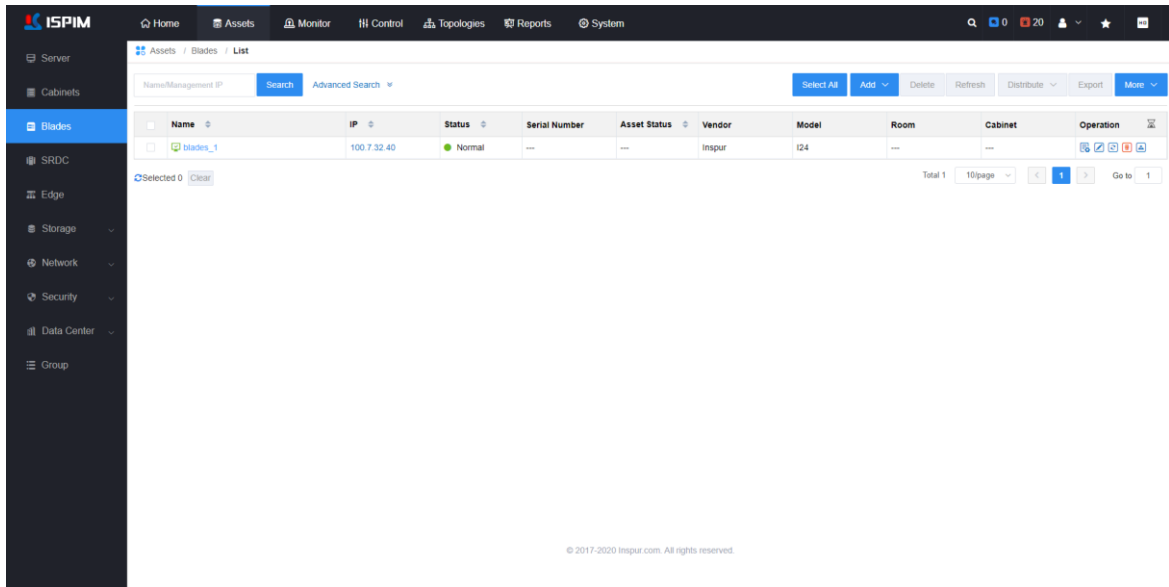 ISPIM Home Assets Monitor Control Topologies Reports System 0 20 HQ
Assets / Blades / List
Server
Cabinets
Blades
SRDC
Edge
Storage
Network
Security
Data Center
Group
Name/Management IP Search Advanced Search Select All Add Delete Refresh Distribute Export More
Name IP Status Serial Number Asset Status Vendor Model Room Cabinet Operation
blades_1 100.7.32.40 Normal --- --- Inspur I24 --- ---
Selected 0 Clear Total 1 10/page 1 Go to 1
© 2017-2020 Inspur.com. All rights reserved.